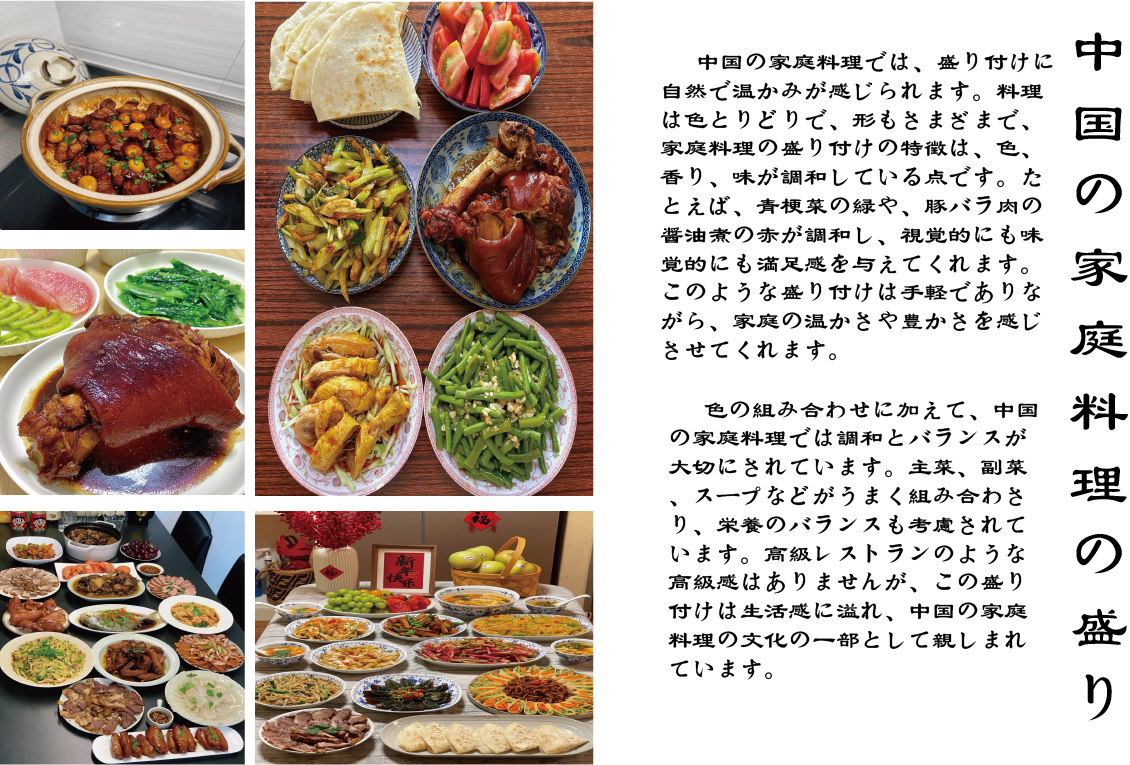 中国の家庭料理の盛り
中国の家庭料理では、盛り付けに
自然で温かみが感じられます。料理
は色とりどりで、形もさまざまで、
家庭料理の盛り付けの特徴は、色、
香り、味が調和している点です。た
とえば、青梗菜の緑や、豚バラ肉の
醤油煮の赤が調和し、視覚的にも味
覚的にも満足感を与えてくれます。
このような盛り付けは手軽でありな
がら、家庭の温かさや豊かさを感じ
させてくれます。
色の組み合わせに加えて、中国
の家庭料理では調和とバランスが
大切にされています。主菜、副菜
、スープなどがうまく組み合わさ
り、栄養のバランスも考慮されて
います。高級レストランのような
高級感はありませんが、この盛り
付けは生活感に溢れ、中国の家庭
料理の文化の一部として親しまれ
ています。
福
新年
快乐